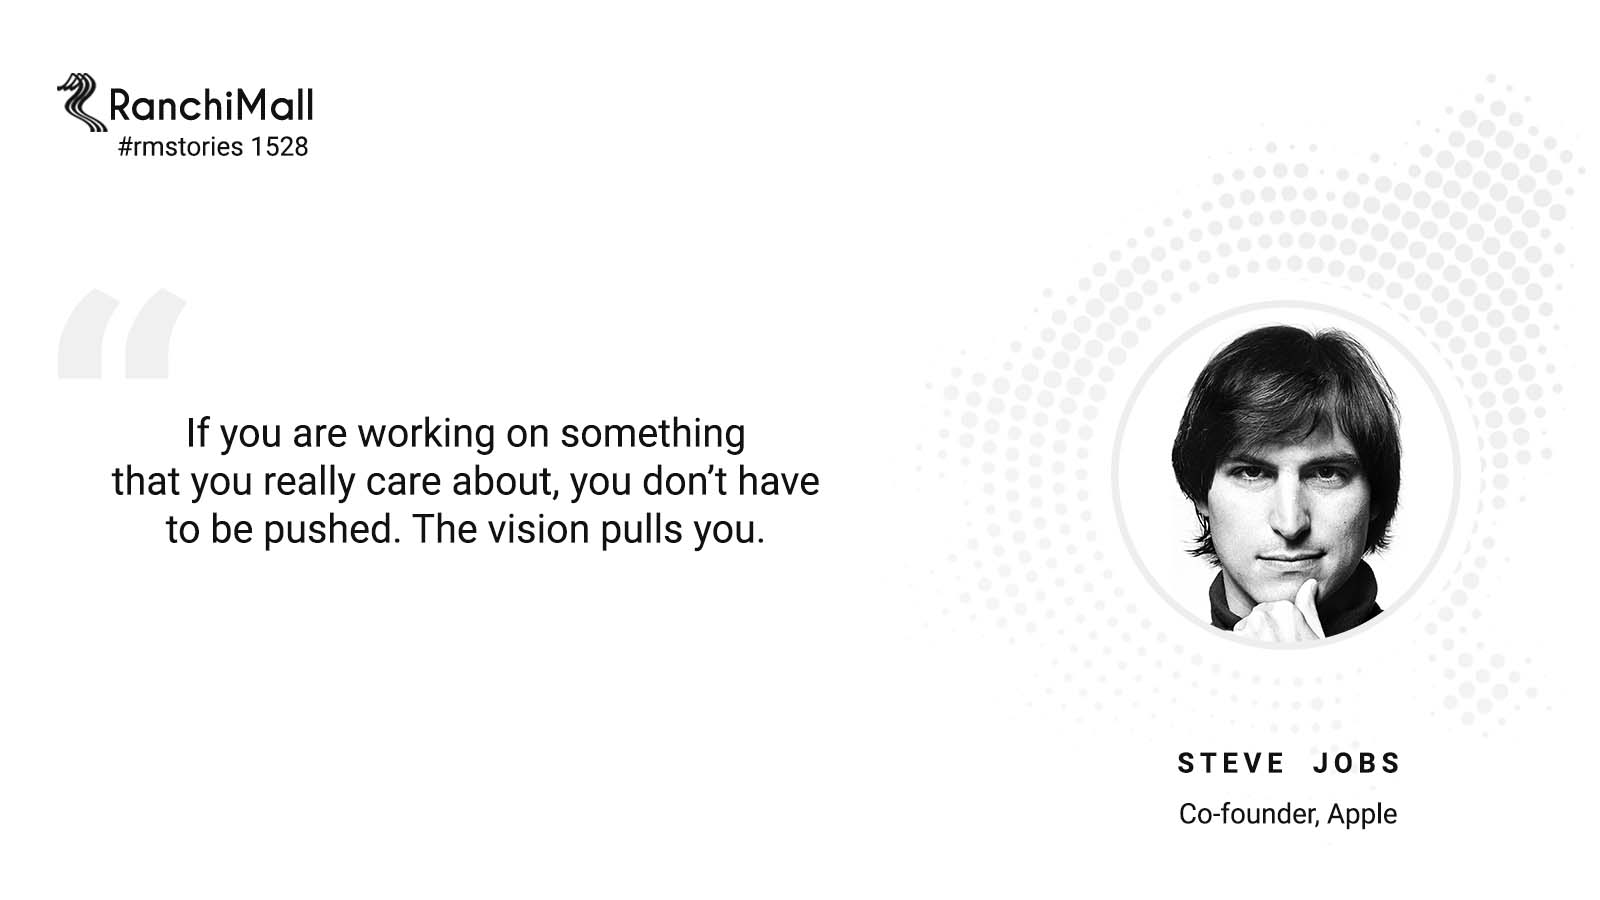 RanchiMall
#rmstories 1528
If you are working on something
that you really care about, you don’t have
to be pushed. The vision pulls you.
STEVE JOBS
Co-founder, Apple